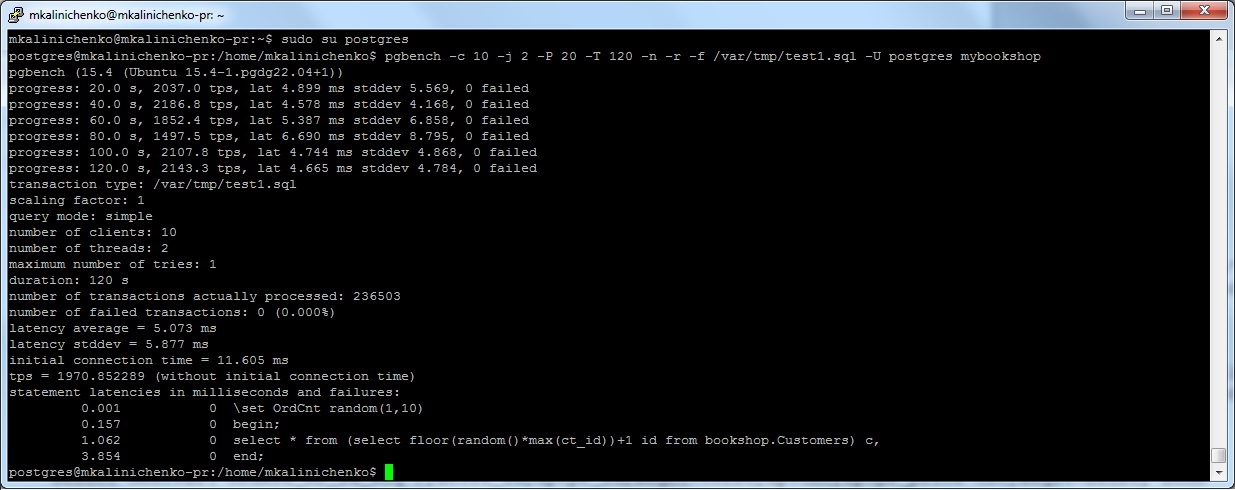 mkalinichenko@mkalinichenko-pr: ~
mkalinichenko@mkalinichenko-pr:~$ sudo su postgres
postgres@mkalinichenko-pr:/home/mkalinichenko$ pgbench -c 10 -j 2 -P 20 -T 120 -n -r -f /var/tmp/test1.sql -U postgres mybookshop
pgbench (15.4 (Ubuntu 15.4-1.pgdg22.04+1))
progress: 20.0 s, 2037.0 tps, lat 4.899 ms stddev 5.569, 0 failed
progress: 40.0 s, 2186.8 tps, lat 4.578 ms stddev 4.168, 0 failed
progress: 60.0 s, 1852.4 tps, lat 5.387 ms stddev 6.858, 0 failed
progress: 80.0 s, 1497.5 tps, lat 6.690 ms stddev 8.795, 0 failed
progress: 100.0 s, 2107.8 tps, lat 4.744 ms stddev 4.868, 0 failed
progress: 120.0 s, 2143.3 tps, lat 4.665 ms stddev 4.784, 0 failed
transaction type: /var/tmp/test1.sql
scaling factor: 1
query mode: simple
number of clients: 10
number of threads: 2
maximum number of tries: 1
duration: 120 s
number of transactions actually processed: 236503
number of failed transactions: 0 (0.000%)
latency average = 5.073 ms
latency stddev = 5.877 ms
initial connection time = 11.605 ms
tps = 1970.852289 (without initial connection time)
statement latencies in milliseconds and failures:
0.001 0 \set OrdCnt random(1,10)
0.157 0 begin;
1.062 0 select * from (select floor(random()*max(ct_id))+1 id from bookshop.Customers) c,
3.854 0 end;
postgres@mkalinichenko-pr:/home/mkalinichenko$